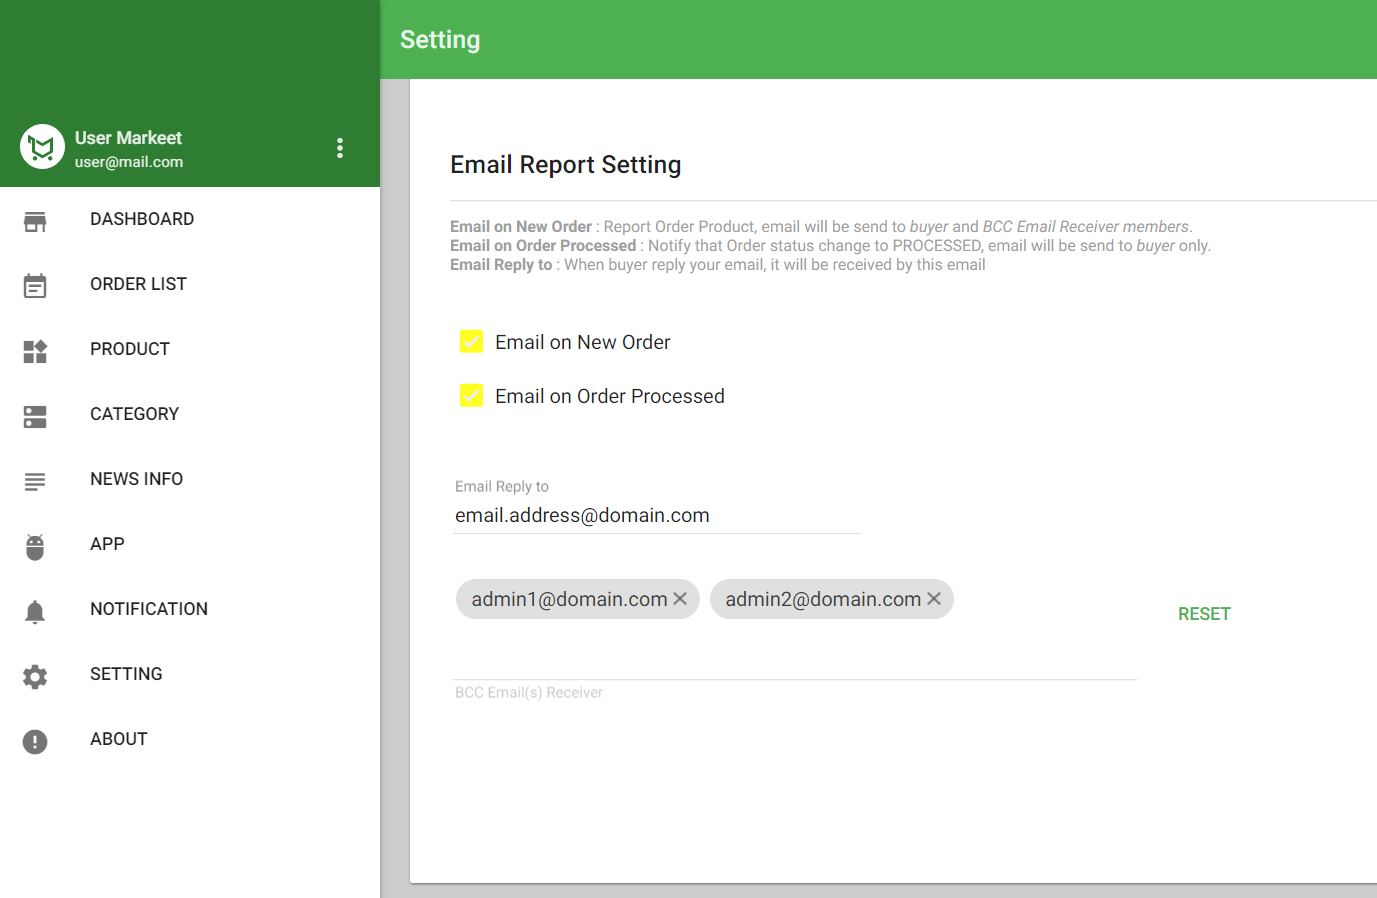 Setting
User Markeet
user@mail.com
DASHBOARD
ORDER LIST
PRODUCT
CATEGORY
NEWS INFO
APP
NOTIFICATION
SETTING
ABOUT
Email Report Setting
Email on New Order : Report Order Product, email will be send to buyer and BCC Email Receiver members.
Email on Order Processed : Notify that Order status change to PROCESSED, email will be send to buyer only.
Email Reply to : When buyer reply your email, it will be received by this email
Email on New Order
Email on Order Processed
Email Reply to
email.address@domain.com
admin1@domain.com admin2@domain.com
RESET
BCC Email(s) Receiver